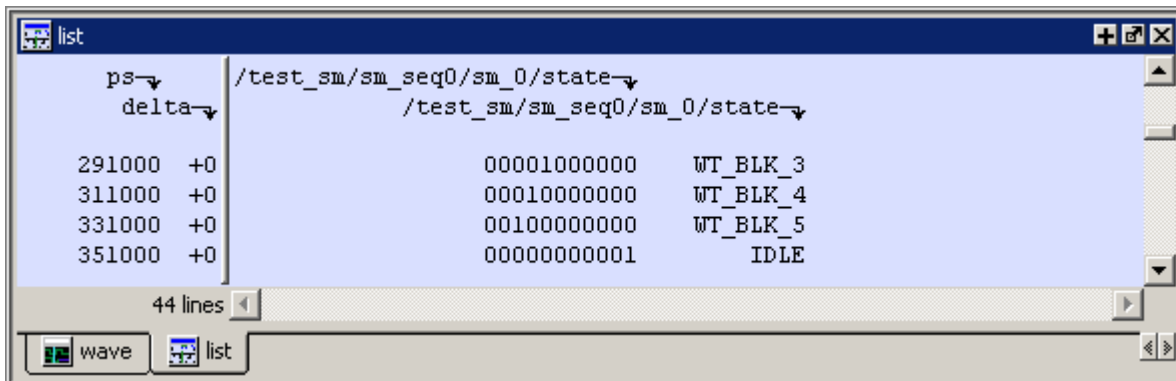 list
ps
/test_sm/sm_seq0/sm_0/state
delta
/test_sm/sm_seq0/sm_0/state
291000 +0 00001000000 WT_BLK_3
311000 +0 00010000000 WT_BLK_4
331000 +0 00100000000 WT_BLK_5
351000 +0 00000000001 IDLE
44 lines
wave list